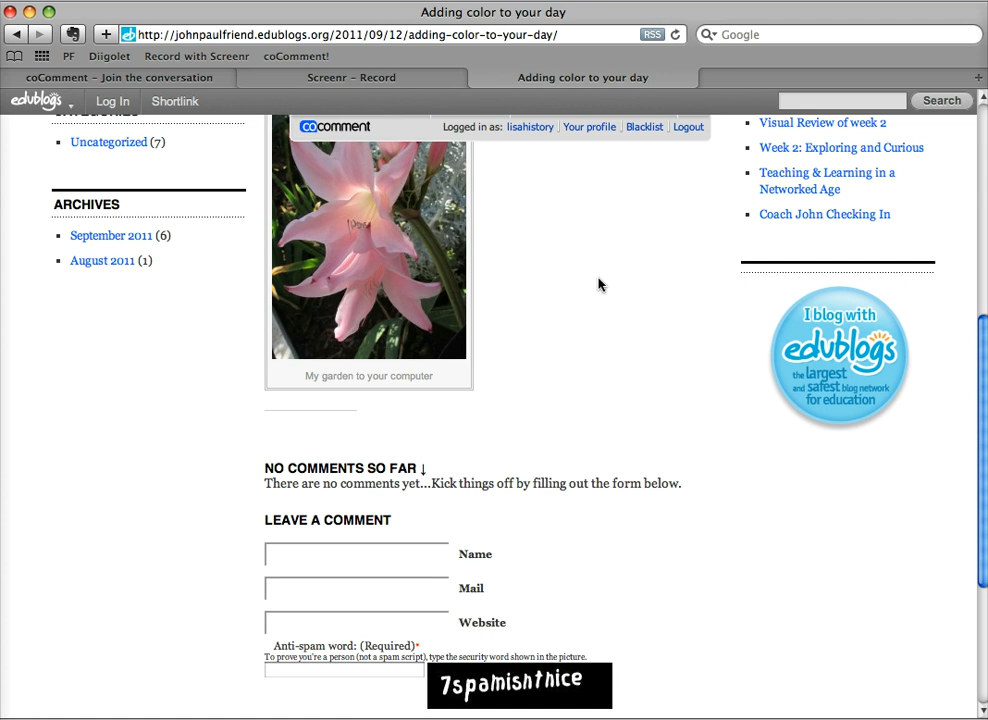 Adding color to your day
http://johnpaulfriend.edublogs.org/2011/09/12/adding-color-to-your-day/
RSS
Google
PF
Diigolet
Record with Screenr
coComment!
coComment – Join the conversation
Screenr – Record
Adding color to your day
edublogs
Log In
Shortlink
Search
CATEGORIES
Uncategorized (7)
ARCHIVES
September 2011 (6)
August 2011 (1)
cocomment
Logged in as: lisahistory
Your profile
Blacklist
Logout
My garden to your computer
NO COMMENTS SO FAR ↓
There are no comments yet...Kick things off by filling out the form below.
LEAVE A COMMENT
Name
Mail
Website
Anti-spam word: (Required)*
To prove you're a person (not a spam script), type the security word shown in the picture.
7spamishthice
Visual Review of week 2
Week 2: Exploring and Curious
Teaching & Learning in a
Networked Age
Coach John Checking In
I blog with
edublogs
the largest
and safest blog network
for education